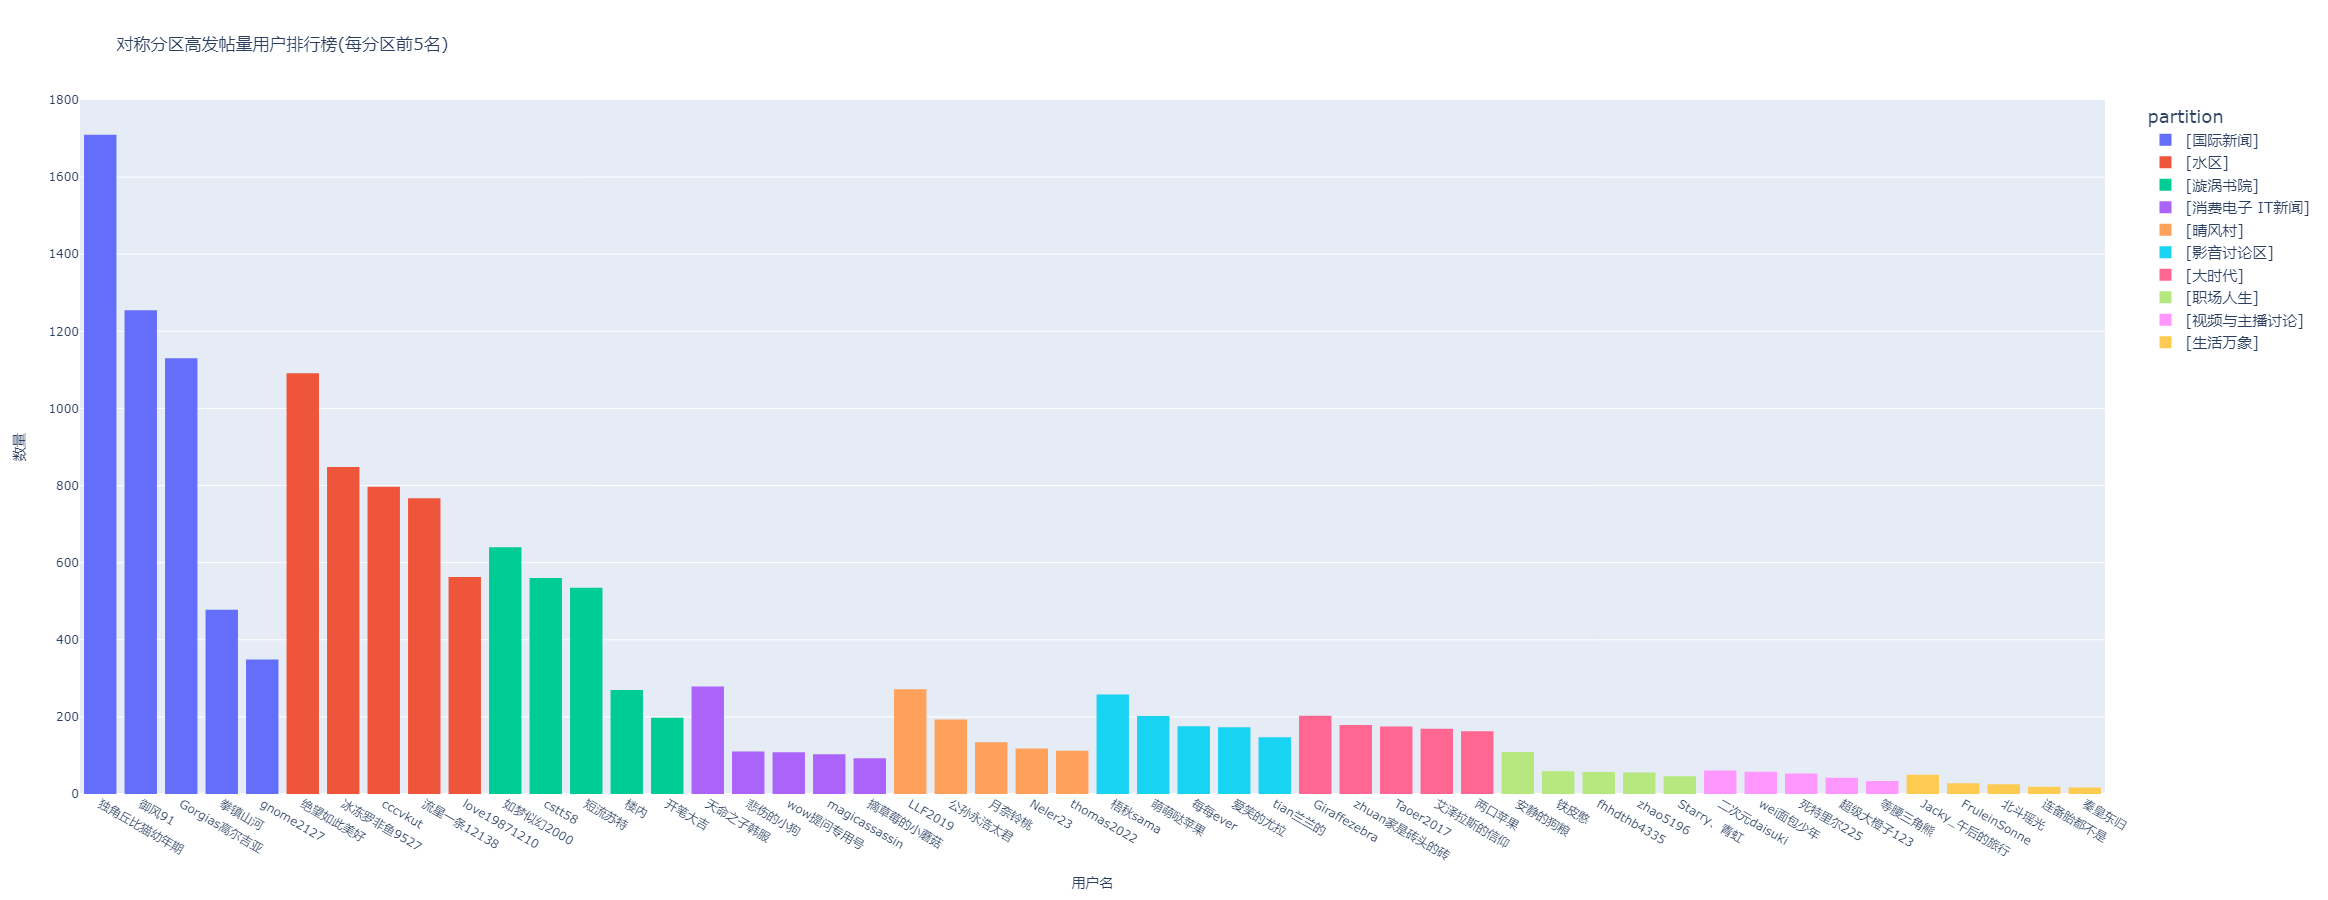 对称分区高发帖量用户排行榜(每分区前5名)
数量
1800
1600
1400
1200
1000
800
600
400
200
0
独角丘比猫幼年期
御风91
Gorgias高尔吉亚
拳镇山河
gnome2127
绝望如此美好
冰冻罗非鱼9527
cccvkut
流星一条12138
love19871210
如梦似幻2000
cstt58
短流苏特
楼内
开笔大吉
天命之子韩服
悲伤的小狗
wow提问专用号
magicassassin
摘草莓的小蘑菇
LLF2019
公孙永浩太君
月奈铃桃
Neler23
thomas2022
梧秋sama
萌萌哒苹果
每每ever
爱笑的尤拉
tian兰兰的
Giraffezebra
zhuan家是砖头的砖
Taoer2017
艾泽拉斯的信仰
两口苹果
安静的狗粮
铁皮憨
fhhdthb4335
zhao5196
Starry、青虹
二次元daisuki
wei面包少年
死特里尔225
超级大橙子123
等腰三角熊
Jacky_午后的旅行
FruleinSonne
北斗瑶光
连备胎都不是
秦皇东归
用户名
partition
[国际新闻]
[水区]
[漩涡书院]
[消费电子 IT新闻]
[晴风村]
[影音讨论区]
[大时代]
[职场人生]
[视频与主播讨论]
[生活万象]